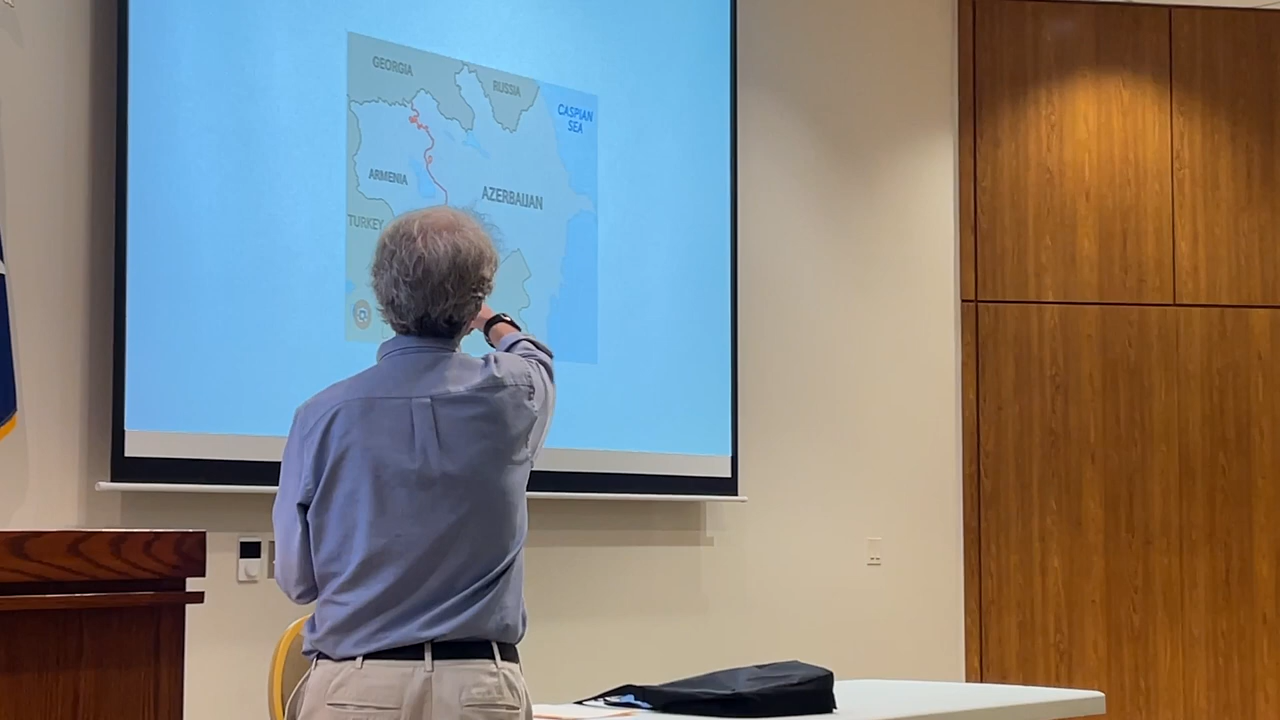 GEORGIA
RUSSIA
CASPIAN
SEA
ARMENIA
AZERBAIJAN
TURKEY